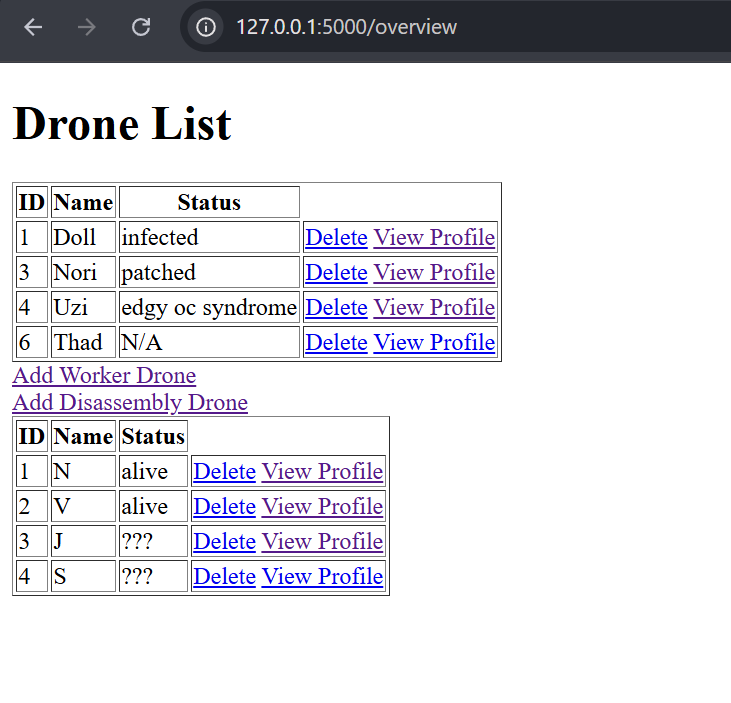 127.0.0.1:5000/overview
Drone List
ID Name Status
1 Doll infected Delete View Profile
3 Nori patched Delete View Profile
4 Uzi edgy oc syndrome Delete View Profile
6 Thad N/A Delete View Profile
Add Worker Drone
Add Disassembly Drone
ID Name Status
1 N alive Delete View Profile
2 V alive Delete View Profile
3 J ??? Delete View Profile
4 S ??? Delete View Profile